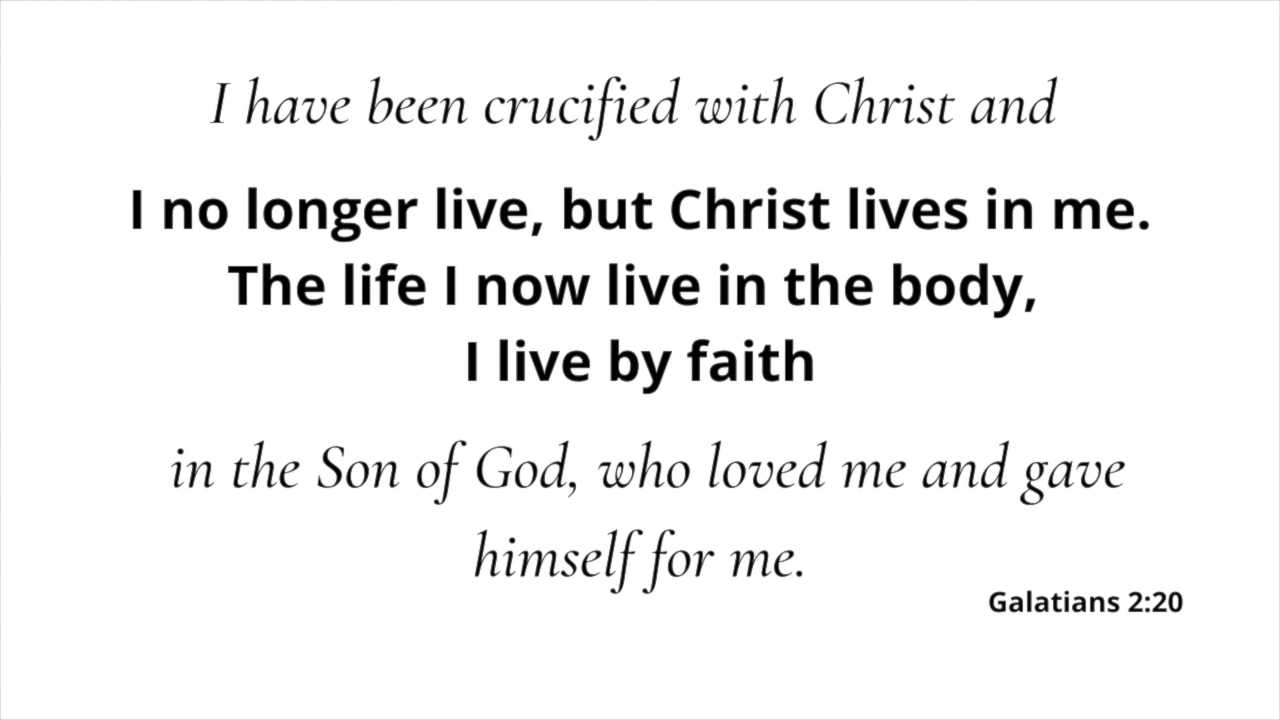 I have been crucified with Christ and
I no longer live, but Christ lives in me.
The life I now live in the body,
I live by faith
in the Son of God, who loved me and gave
himself for me.
Galatians 2:20